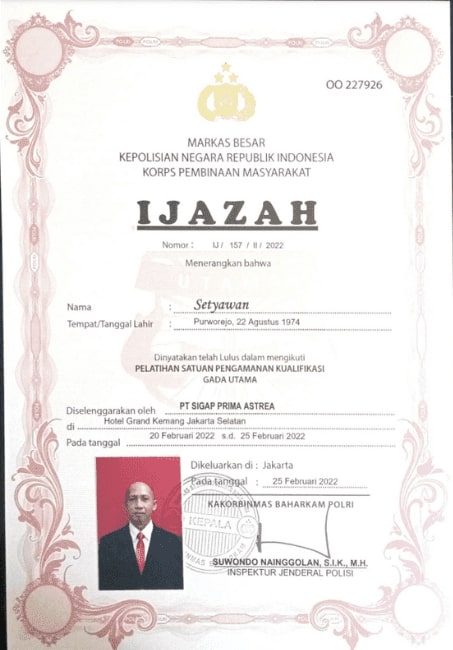 OO 227926
MARKAS BESAR
KEPOLISIAN NEGARA REPUBLIK INDONESIA
KORPS PEMBINAAN MASYARAKAT
IJAZAH
Nomor : IJ / 157 / II / 2022
Menerangkan bahwa
Nama : Setyawan
Tempat/Tanggal Lahir : Purworejo, 22 Agustus 1974
Dinyatakan telah Lulus dalam mengikuti
PELATIHAN SATUAN PENGAMANAN KUALIFIKASI
GADA UTAMA
Diselenggarakan oleh : PT SIGAP PRIMA ASTREA
di : Hotel Grand Kemang Jakarta Selatan
Pada tanggal : 20 Februari 2022 s.d. 25 Februari 2022
Dikeluarkan di : Jakarta
Pada tanggal : 25 Februari 2022
KAKORBINMAS BAHARKAM POLRI
KEPALA
SUWONDO NAINGGOLAN, S.I.K., M.H.
INSPEKTUR JENDERAL POLISI